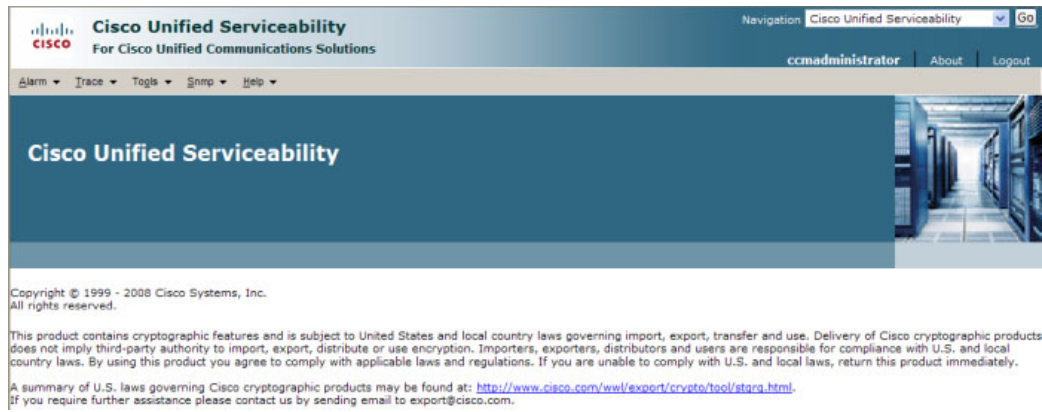 Cisco Unified Serviceability
For Cisco Unified Communications Solutions
CISCO
Navigation Cisco Unified Serviceability Go
ccmadministrator About Logout
Alarm Trace Tools Snmp Help
Cisco Unified Serviceability
Copyright © 1999 - 2008 Cisco Systems, Inc.
All rights reserved.
This product contains cryptographic features and is subject to United States and local country laws governing import, export, transfer and use. Delivery of Cisco cryptographic products
does not imply third-party authority to import, export, distribute or use encryption. Importers, exporters, distributors and users are responsible for compliance with U.S. and local
country laws. By using this product you agree to comply with applicable laws and regulations. If you are unable to comply with U.S. and local laws, return this product immediately.
A summary of U.S. laws governing Cisco cryptographic products may be found at: http://www.cisco.com/wwl/export/crypto/tool/stqrg.html.
If you require further assistance please contact us by sending email to export@cisco.com.